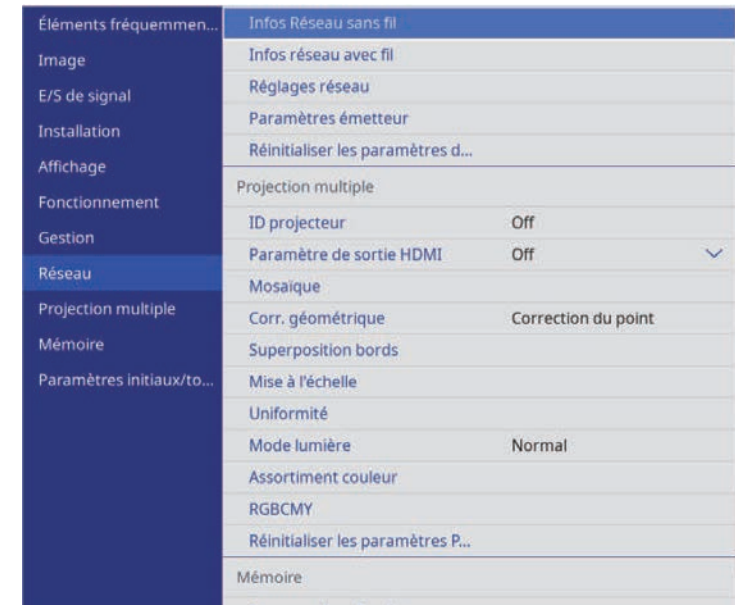 Éléments fréquemmen...
Image
E/S de signal
Installation
Affichage
Fonctionnement
Gestion
Réseau
Projection multiple
Mémoire
Paramètres initiaux/to...
Infos Réseau sans fil
Infos réseau avec fil
Réglages réseau
Paramètres émetteur
Réinitialiser les paramètres d...
Projection multiple
ID projecteur Off
Paramètre de sortie HDMI Off
Mosaïque
Corr. géométrique Correction du point
Superposition bords
Mise à l'échelle
Uniformité
Mode lumière Normal
Assortiment couleur
RGBCMY
Réinitialiser les paramètres P...
Mémoire